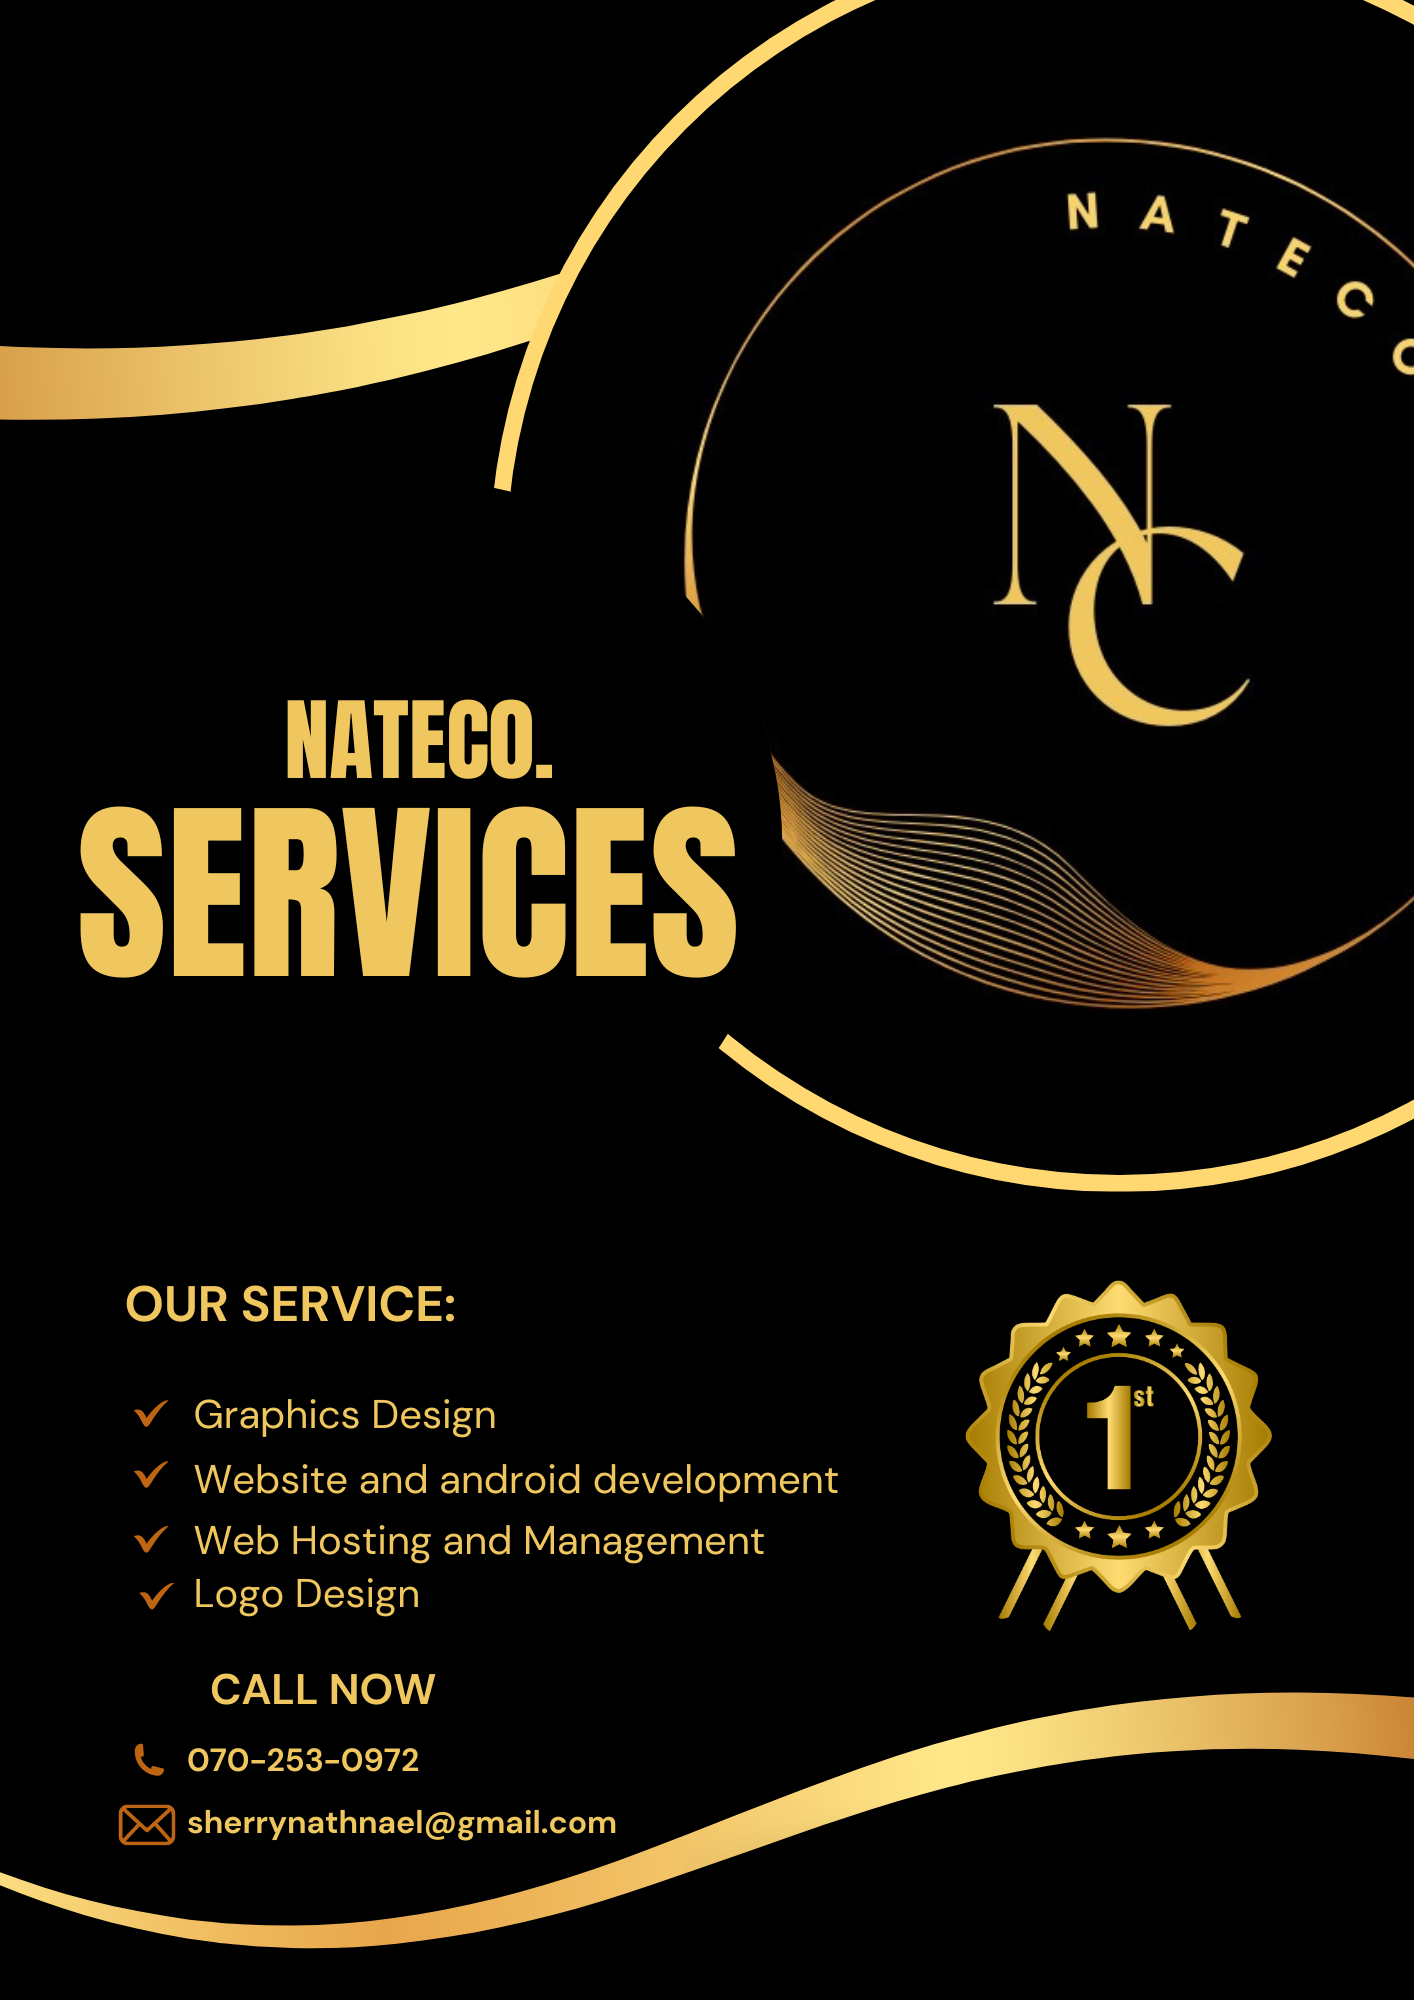 NATECO
NC
NATECO.
SERVICES
OUR SERVICE:
1st
Graphics Design
Website and android development
Web Hosting and Management
Logo Design
CALL NOW
070-253-0972
sherrynathnael@gmail.com